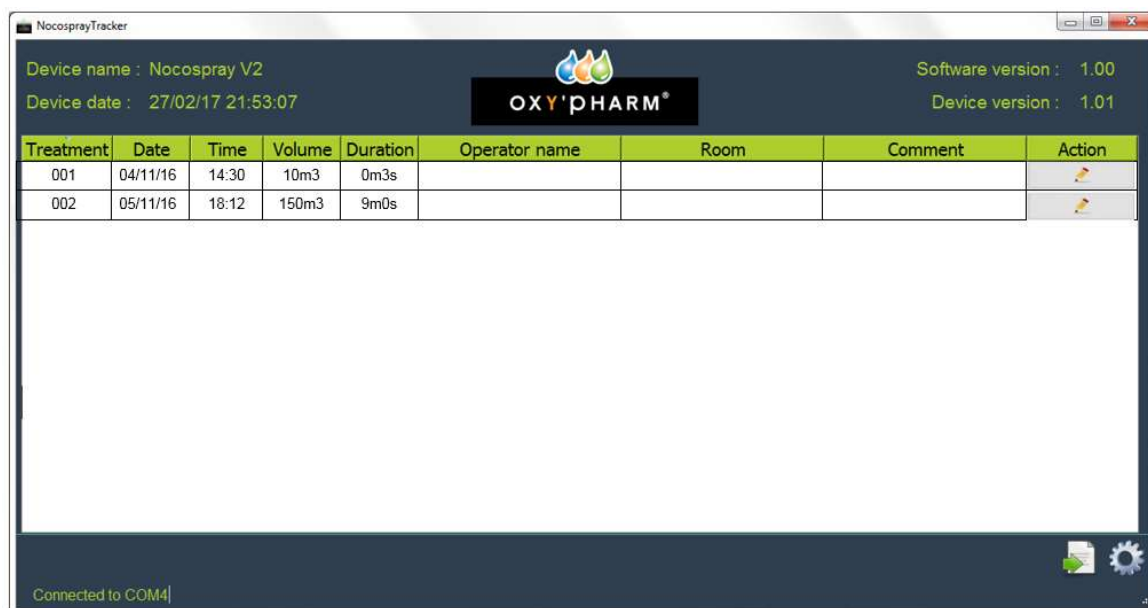 NocosprayTracker
Device name : Nocospray V2
Device date : 27/02/17 21:53:07
OXY'PHARM®
Software version : 1.00
Device version : 1.01
Treatment Date Time Volume Duration Operator name Room Comment Action
001 04/11/16 14:30 10m3 0m3s
002 05/11/16 18:12 150m3 9m0s
Connected to COM4